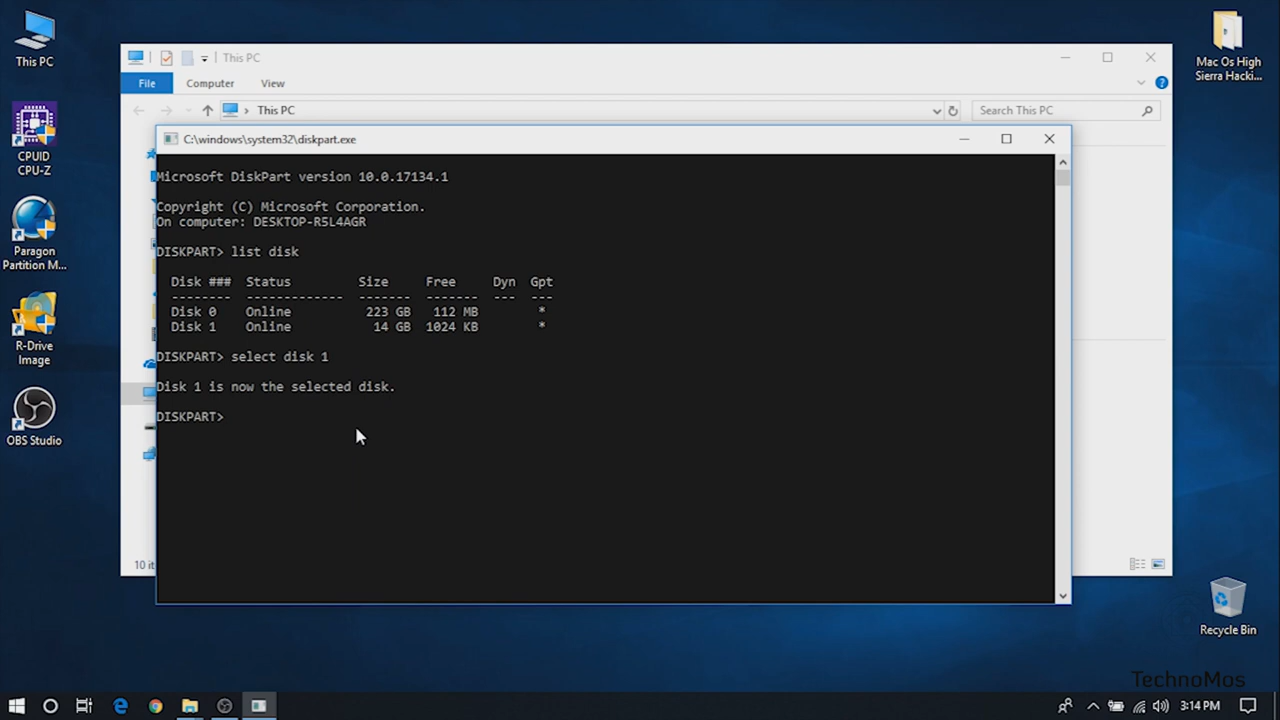 This PC
CPUID
CPU-Z
Paragon
Partition M...
R-Drive
Image
OBS Studio
This PC
File
Computer
View
This PC
Search This PC
C:\windows\system32\diskpart.exe
Microsoft DiskPart version 10.0.17134.1
Copyright (C) Microsoft Corporation.
On computer: DESKTOP-R5L4AGR
DISKPART> list disk
Disk ### Status Size Free Dyn Gpt
-------- ------------- ------- ------- --- ---
Disk 0 Online 223 GB 112 MB *
Disk 1 Online 14 GB 1024 KB *
DISKPART> select disk 1
Disk 1 is now the selected disk.
DISKPART>
10 it
Mac Os High
Sierra Hacki...
Recycle Bin
TechnoMos
3:14 PM